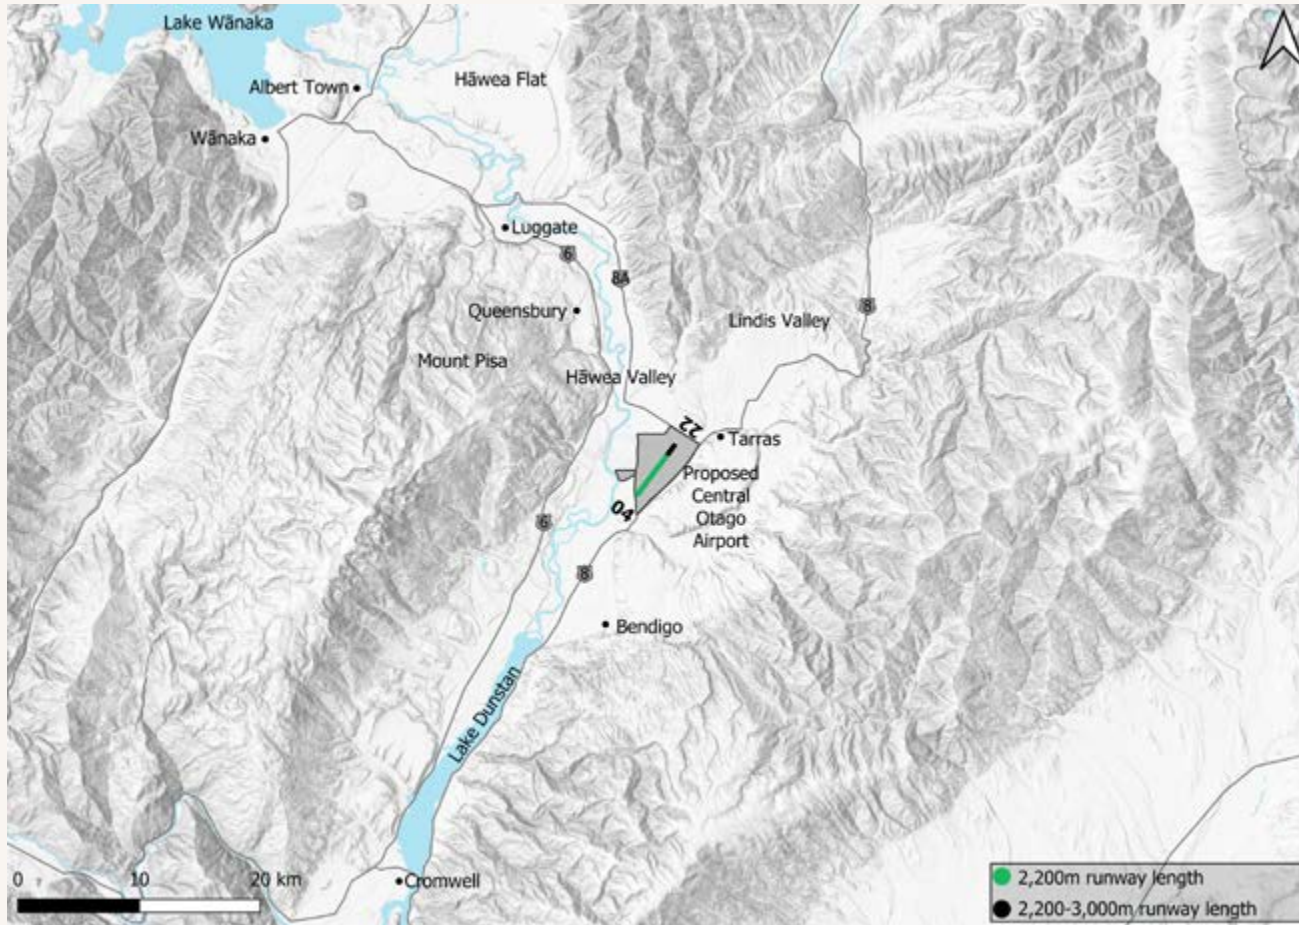 Lake Wānaka
Albert Town
Hāwea Flat
Wānaka
Luggate
6
8A
Queensbury
Lindis Valley
8
Mount Pisa
Hāwea Valley
22
Tarras
Proposed
Central
Otago
Airport
04
6
8
Bendigo
Lake Dunstan
Cromwell
0 10 20 km
2,200m runway length
2,200-3,000m runway length